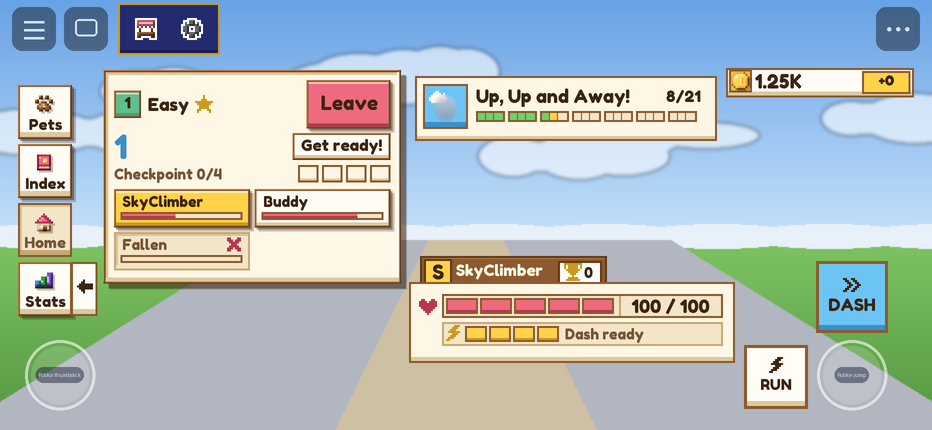 Pets
Index
Home
Stats
1 Easy
Leave
1
Get ready!
Checkpoint 0/4
SkyClimber
Buddy
Fallen
Up, Up and Away! 8/21
1.25K +0
S SkyClimber 0
100 / 100
Dash ready
DASH
RUN
Roblox thumbstick
Roblox jump